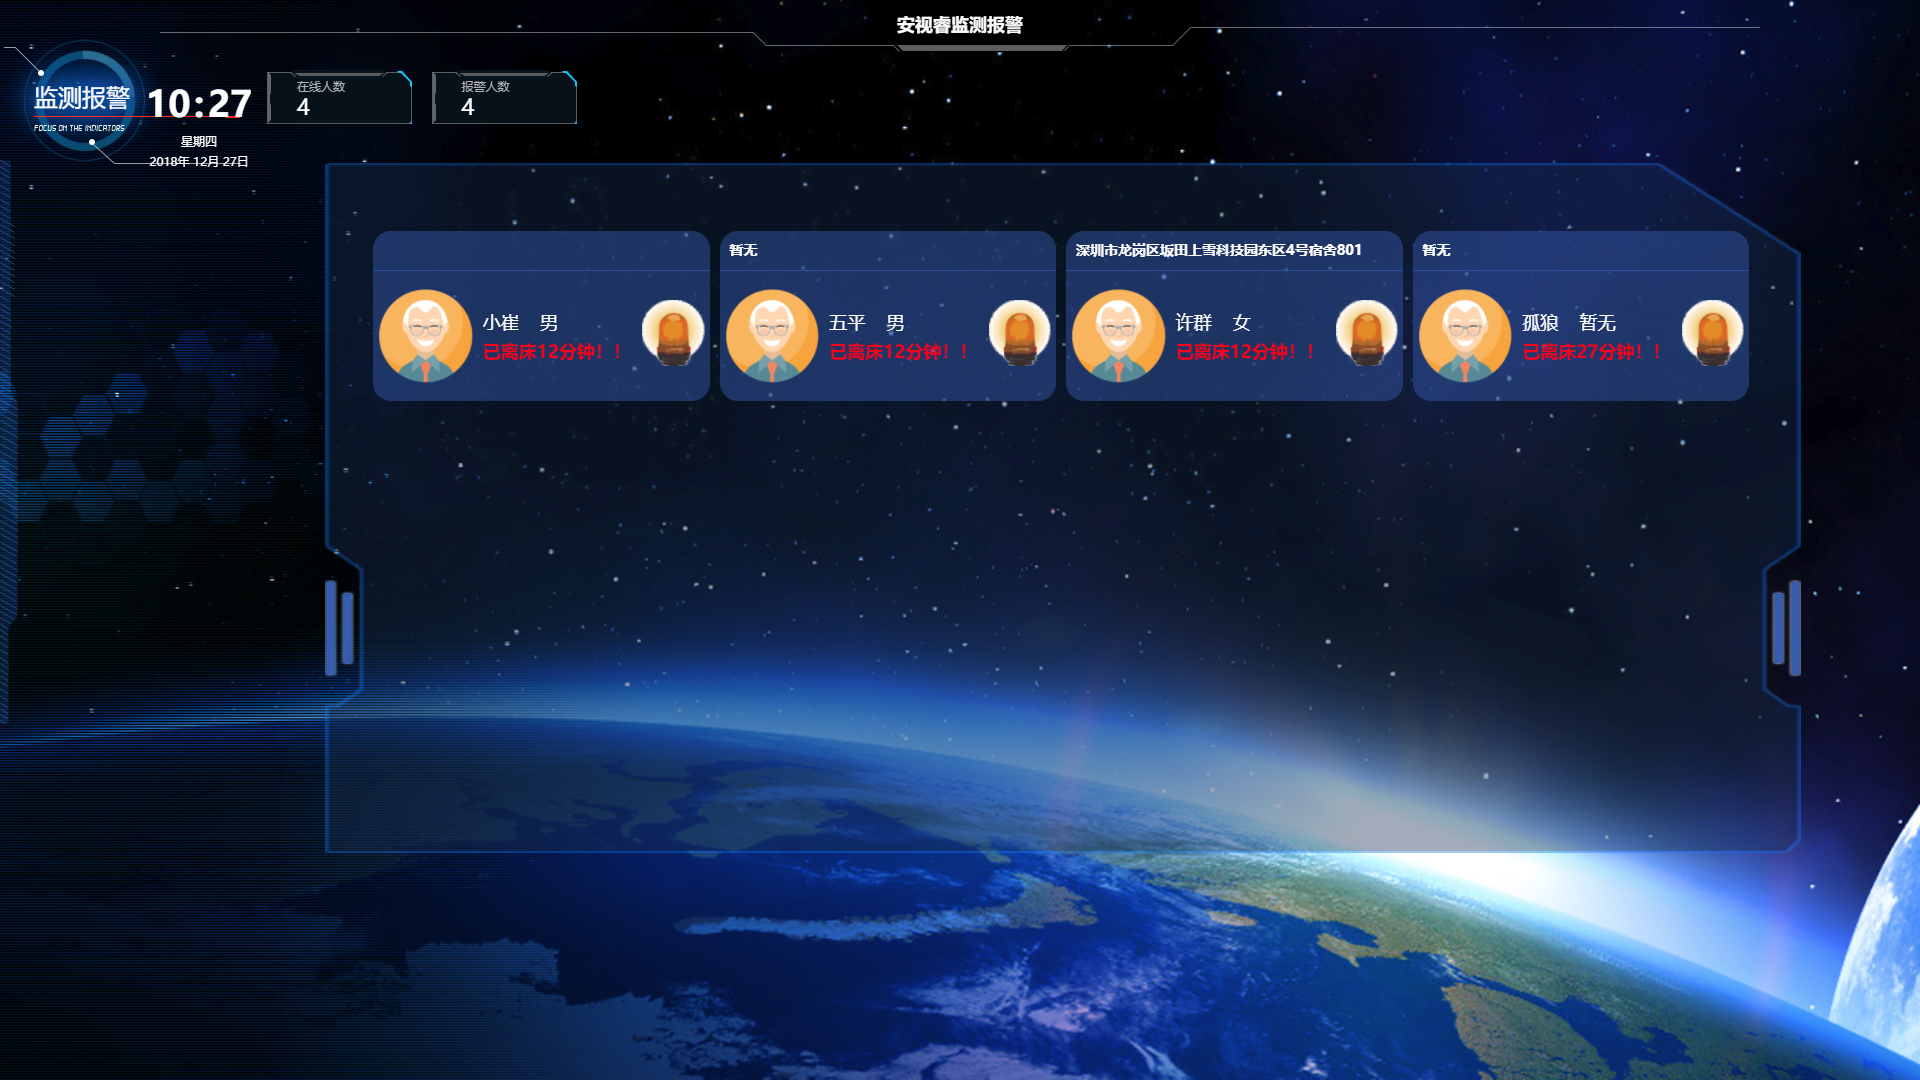 安视睿监测报警
监测报警
FOCUS ON THE INDICATORS
10:27
星期四
2018年 12月 27日
在线人数
4
报警人数
4
小崔 男
已离床12分钟！！
暂无
五平 男
已离床12分钟！！
深圳市龙岗区坂田上雪科技园东区4号宿舍801
许群 女
已离床12分钟！！
暂无
孤狼 暂无
已离床27分钟！！